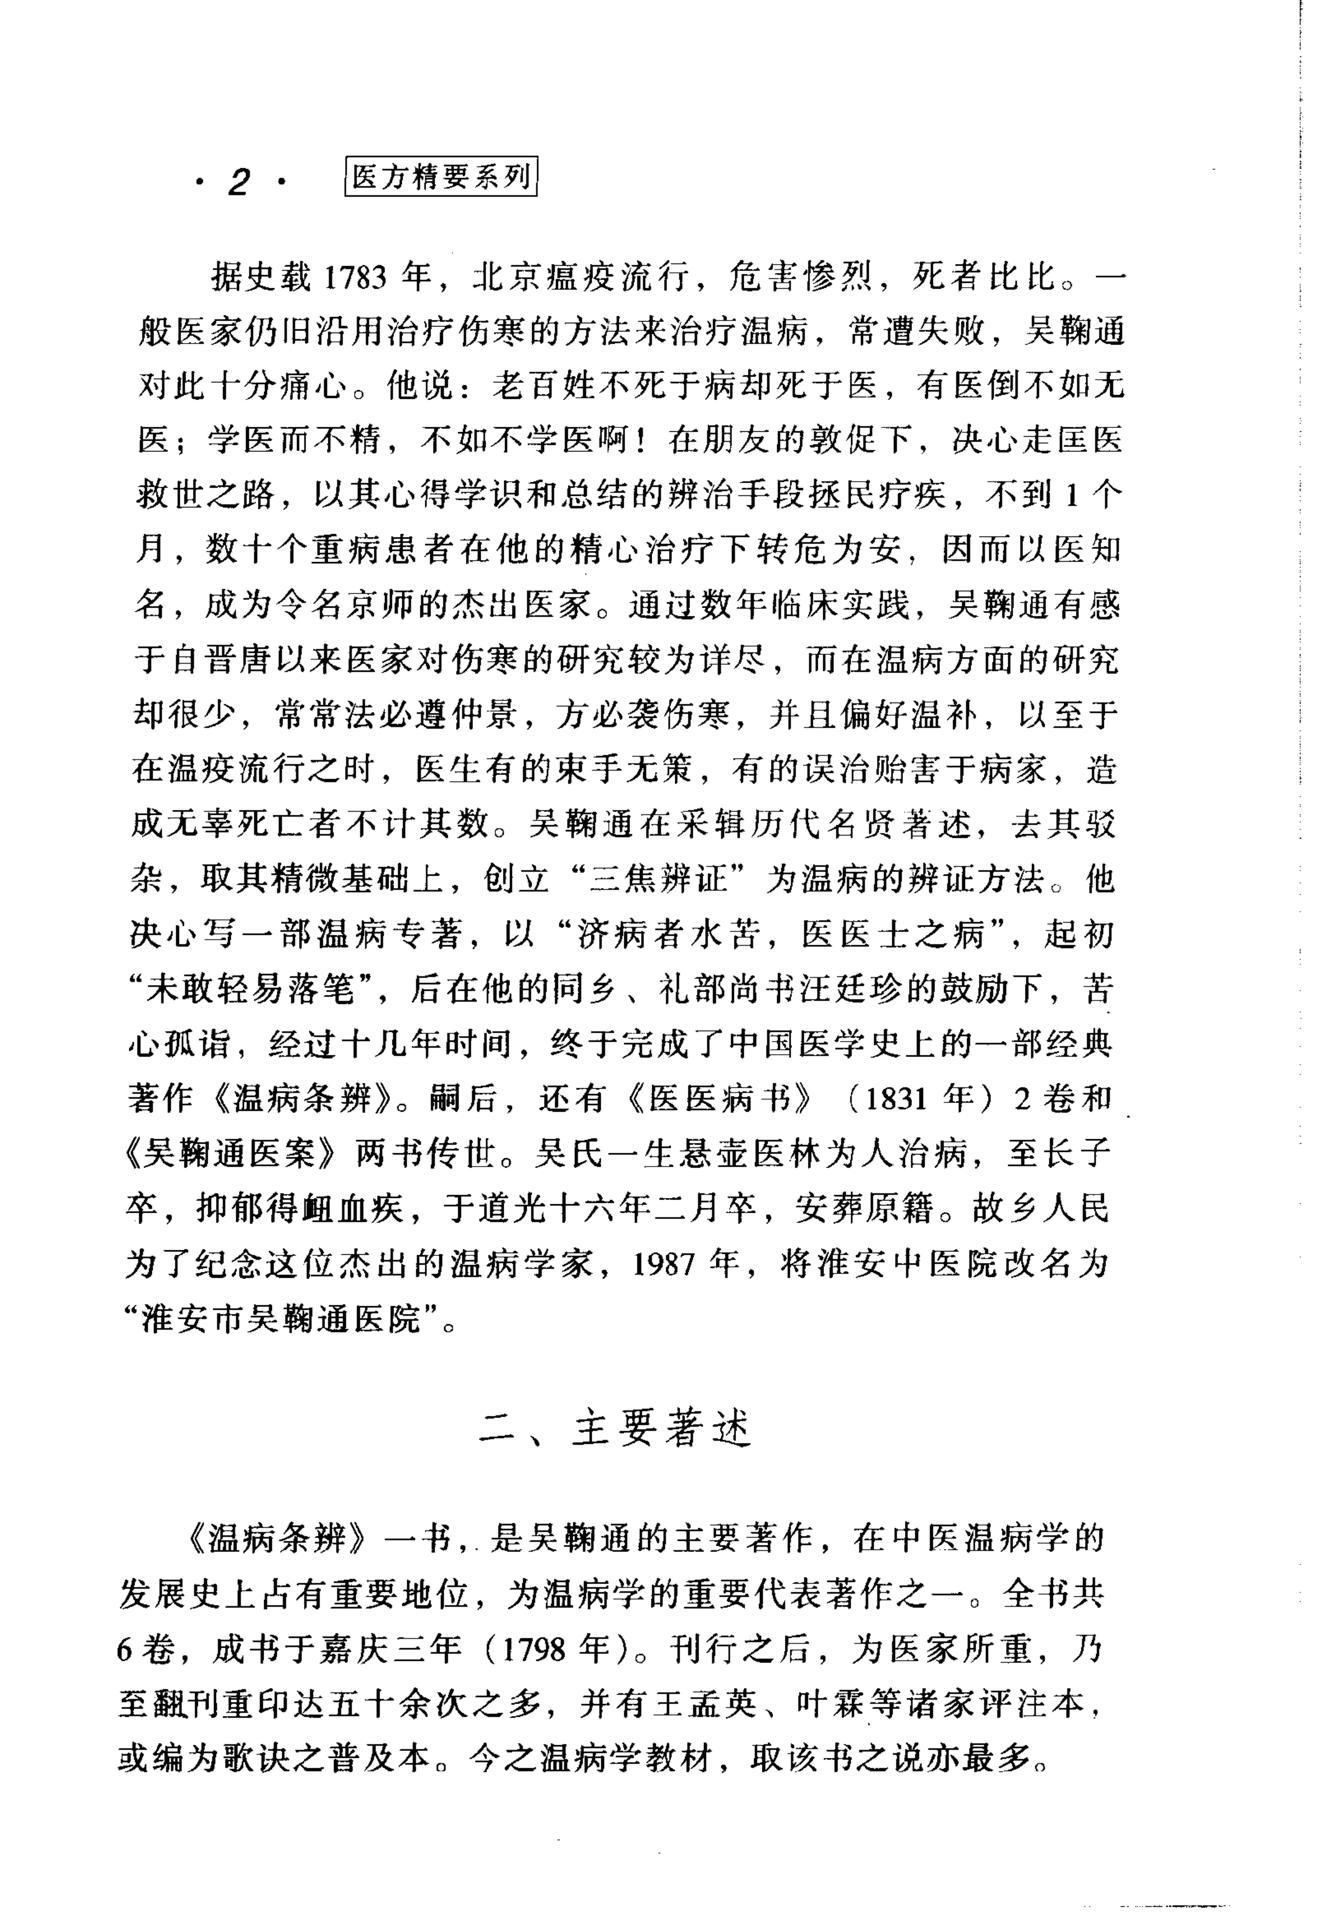 ·2· 医方精要系列
据史载 1783 年，北京瘟疫流行，危害惨烈，死者比比。一
般医家仍旧沿用治疗伤寒的方法来治疗温病，常遭失败，吴鞠通
对此十分痛心。他说：老百姓不死于病却死于医，有医倒不如无
医；学医而不精，不如不学医啊！在朋友的敦促下，决心走匡医
救世之路，以其心得学识和总结的辨治手段拯民疗疾，不到 1 个
月，数十个重病患者在他的精心治疗下转危为安，因而以医知
名，成为令名京师的杰出医家。通过数年临床实践，吴鞠通有感
于自晋唐以来医家对伤寒的研究较为详尽，而在温病方面的研究
却很少，常常法必遵仲景，方必袭伤寒，并且偏好温补，以至于
在温疫流行之时，医生有的束手无策，有的误治贻害于病家，造
成无辜死亡者不计其数。吴鞠通在采辑历代名贤著述，去其驳
杂，取其精微基础上，创立“三焦辨证”为温病的辨证方法。他
决心写一部温病专著，以“济病者水苦，医医士之病”，起初
“未敢轻易落笔”，后在他的同乡、礼部尚书汪廷珍的鼓励下，苦
心孤诣，经过十几年时间，终于完成了中国医学史上的一部经典
著作《温病条辨》。嗣后，还有《医医病书》（1831 年）2 卷和
《吴鞠通医案》两书传世。吴氏一生悬壶医林为人治病，至长子
卒，抑郁得衄血疾，于道光十六年二月卒，安葬原籍。故乡人民
为了纪念这位杰出的温病学家，1987 年，将淮安中医院改名为
“淮安市吴鞠通医院”。
二、主要著述
《温病条辨》一书，是吴鞠通的主要著作，在中医温病学的
发展史上占有重要地位，为温病学的重要代表著作之一。全书共
6 卷，成书于嘉庆三年（1798 年）。刊行之后，为医家所重，乃
至翻刊重印达五十余次之多，并有王孟英、叶霖等诸家评注本，
或编为歌诀之普及本。今之温病学教材，取该书之说亦最多。